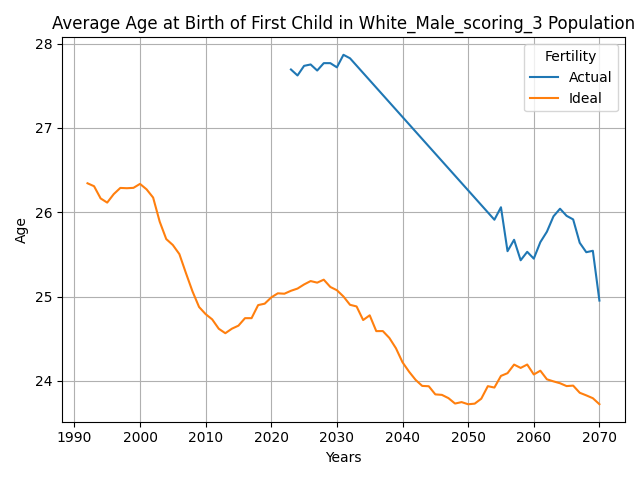 Average Age at Birth of First Child in White_Male_scoring_3 Population
Fertility
Actual
Ideal
28
27
26
25
24
Age
1990 2000 2010 2020 2030 2040 2050 2060 2070
Years